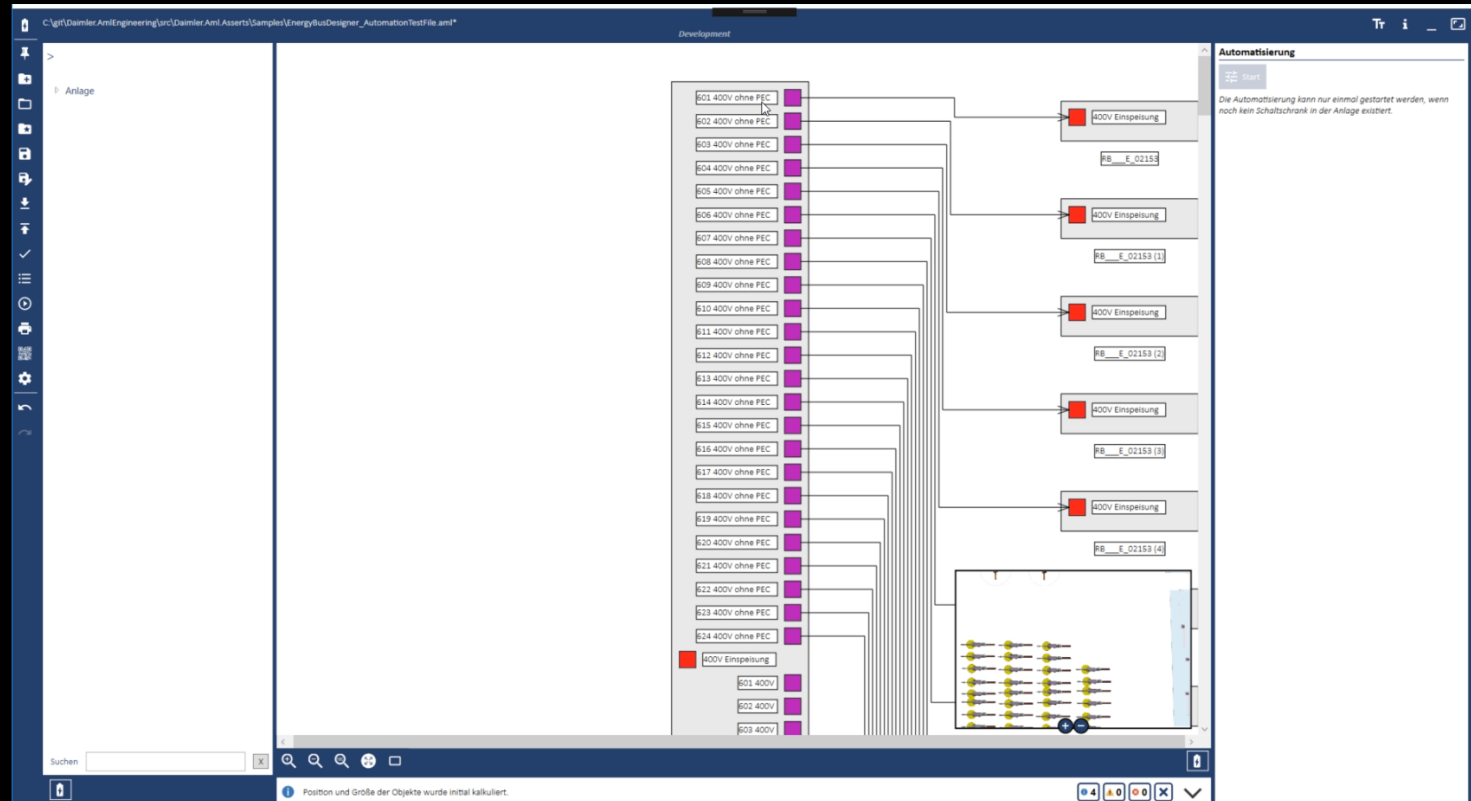 C:\git\Daimler.AmlEngineering\src\Daimler.Aml.Asserts\Samples\EnergyBusDesigner_AutomationTestFile.aml*
Development
Tт i
>
Anlage
601 400V ohne PEC
602 400V ohne PEC
603 400V ohne PEC
604 400V ohne PEC
605 400V ohne PEC
606 400V ohne PEC
607 400V ohne PEC
608 400V ohne PEC
609 400V ohne PEC
610 400V ohne PEC
611 400V ohne PEC
612 400V ohne PEC
613 400V ohne PEC
614 400V ohne PEC
615 400V ohne PEC
616 400V ohne PEC
617 400V ohne PEC
618 400V ohne PEC
619 400V ohne PEC
620 400V ohne PEC
621 400V ohne PEC
622 400V ohne PEC
623 400V ohne PEC
624 400V ohne PEC
400V Einspeisung
601 400V
602 400V
603 400V
400V Einspeisung
RB___E_02153
400V Einspeisung
RB___E_02153 (1)
400V Einspeisung
RB___E_02153 (2)
400V Einspeisung
RB___E_02153 (3)
400V Einspeisung
RB___E_02153 (4)
Automatisierung
Start
Die Automatisierung kann nur einmal gestartet werden, wenn
noch kein Schaltschrank in der Anlage existiert.
Suchen
X
Position und Größe der Objekte wurde initial kalkuliert.
4 0 0 X